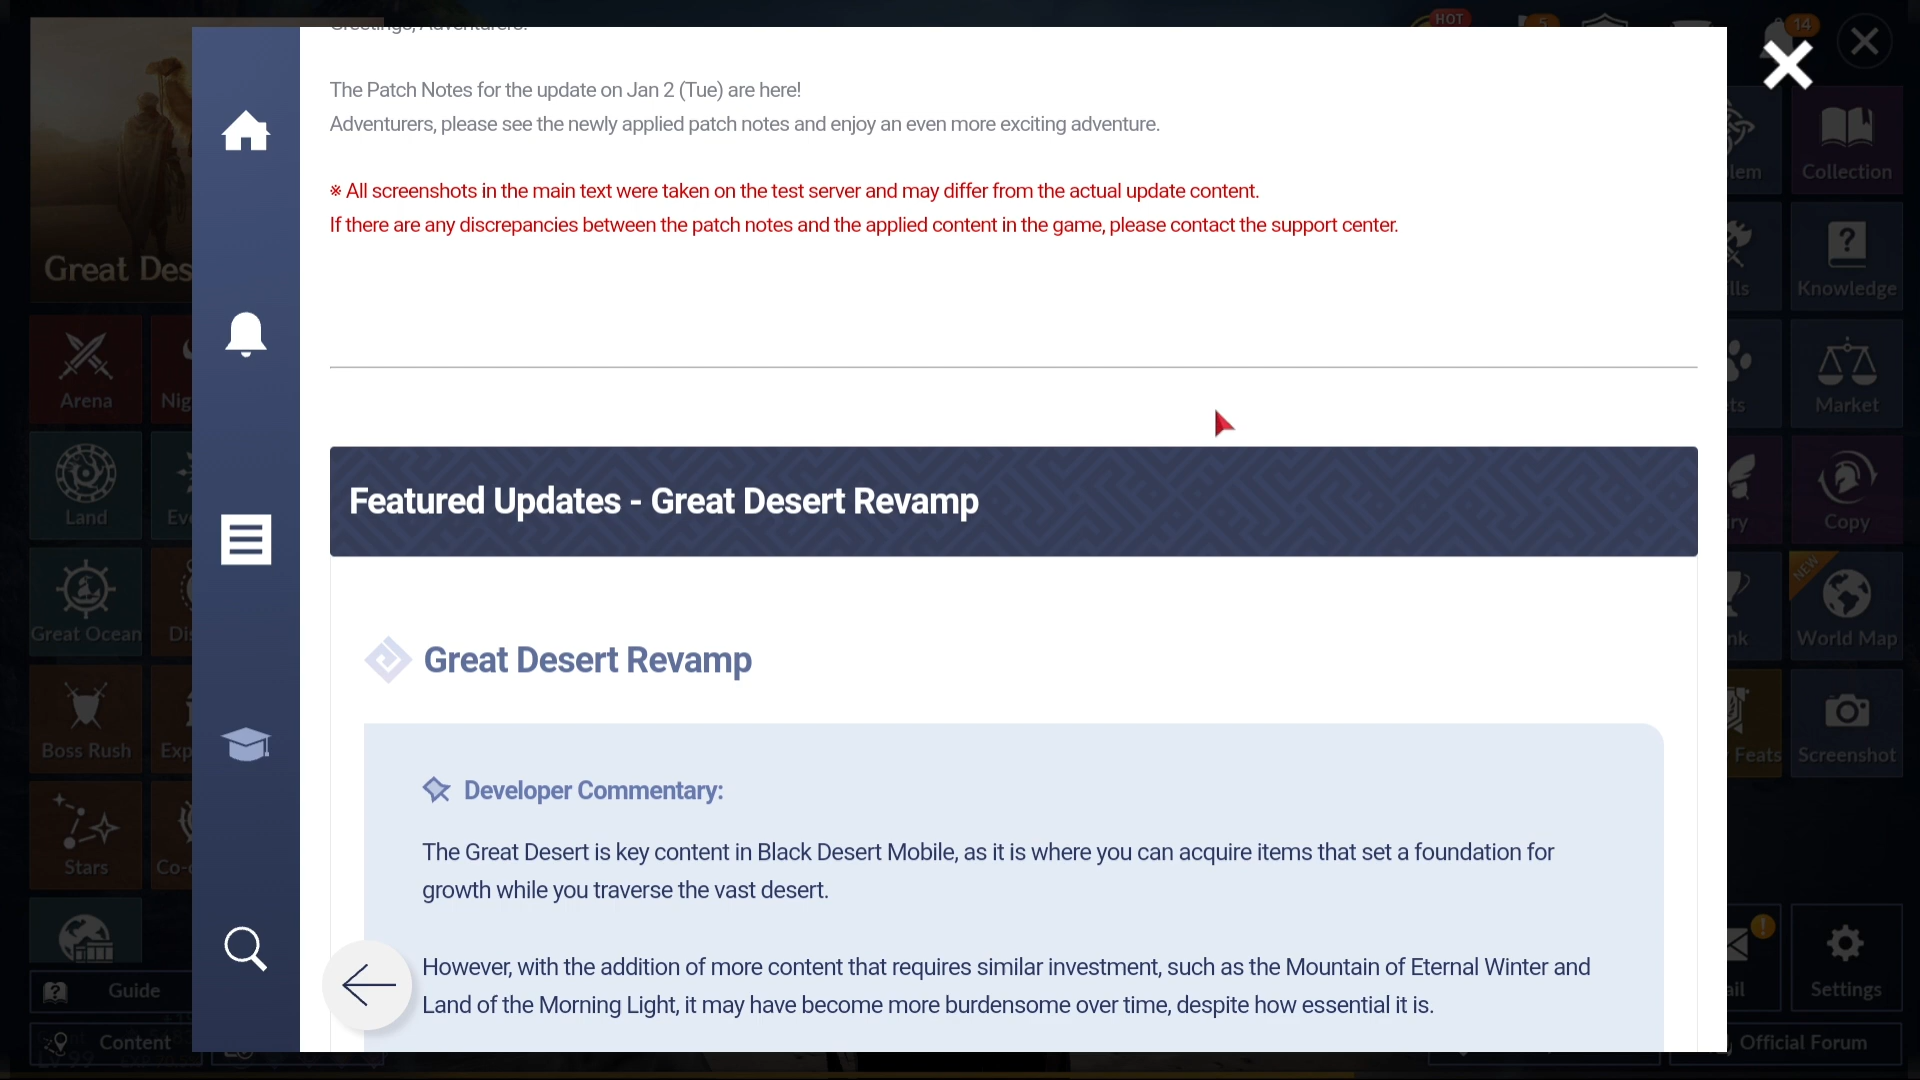 Greetings, Adventurers.
The Patch Notes for the update on Jan 2 (Tue) are here!
Adventurers, please see the newly applied patch notes and enjoy an even more exciting adventure.
※ All screenshots in the main text were taken on the test server and may differ from the actual update content.
If there are any discrepancies between the patch notes and the applied content in the game, please contact the support center.
Featured Updates - Great Desert Revamp
Great Desert Revamp
Developer Commentary:
The Great Desert is key content in Black Desert Mobile, as it is where you can acquire items that set a foundation for
growth while you traverse the vast desert.
However, with the addition of more content that requires similar investment, such as the Mountain of Eternal Winter and
Land of the Morning Light, it may have become more burdensome over time, despite how essential it is.
Great Des
Arena
Nig
Land
Eve
Great Ocean
Dis
Boss Rush
Exp
Stars
Co-
Guide
Content
HOT
5
14
Collection
Knowledge
Market
Copy
NEW
World Map
Feats
Screenshot
Settings
Official Forum